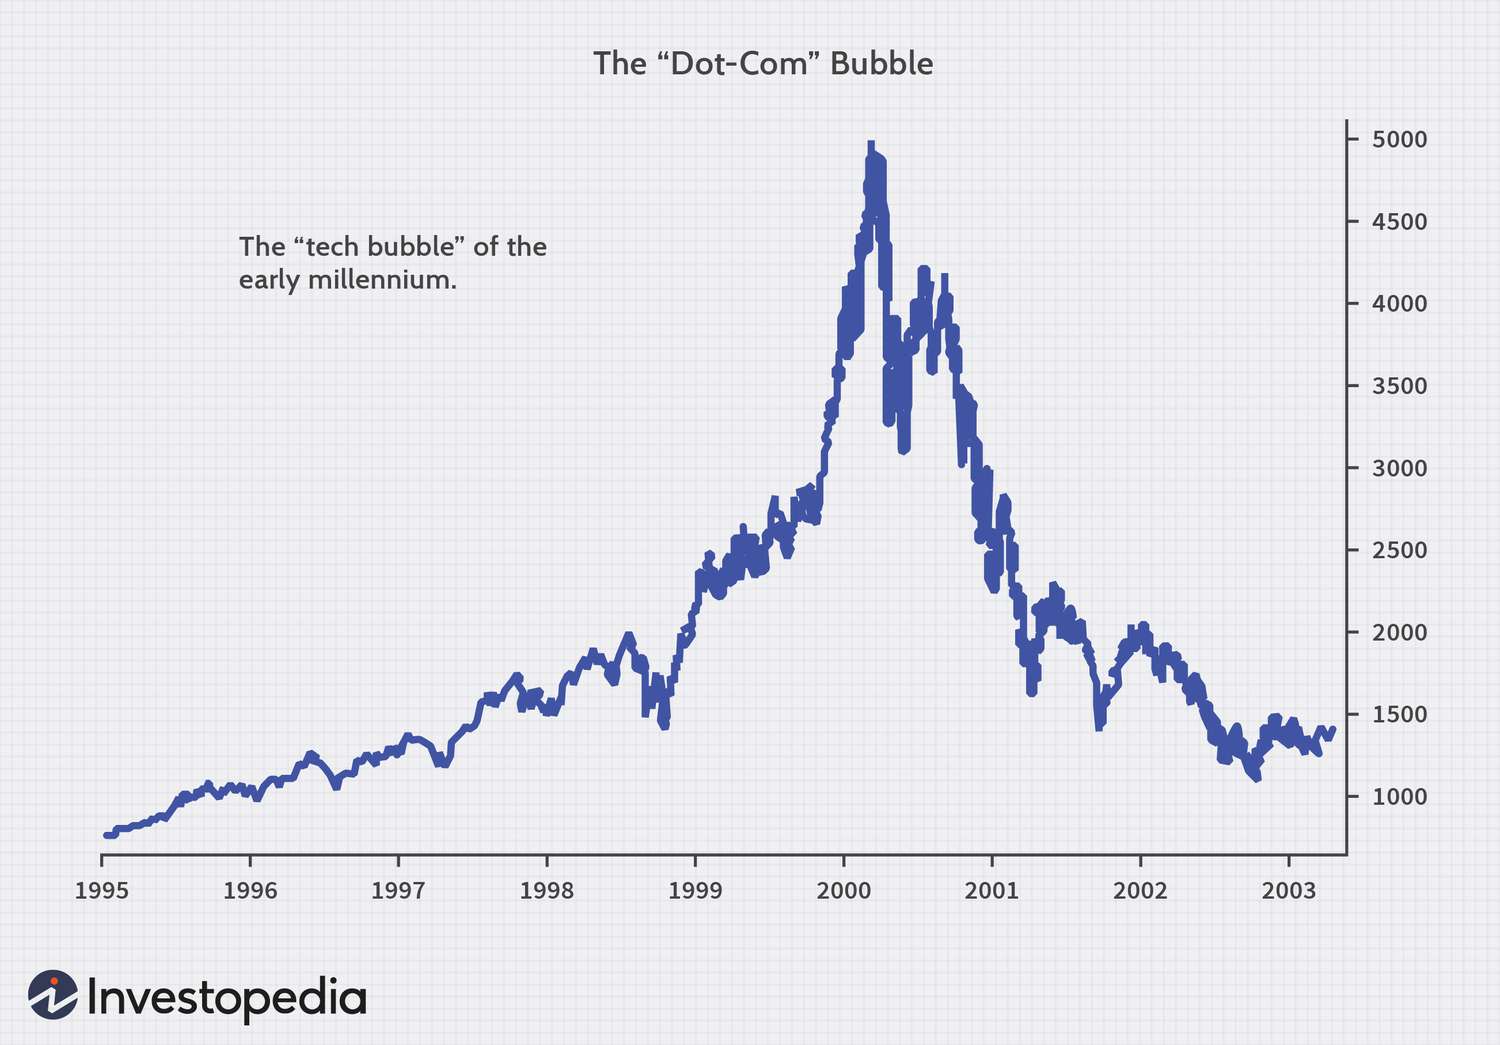 The “Dot-Com” Bubble
The “tech bubble” of the
early millennium.
5000
4500
4000
3500
3000
2500
2000
1500
1000
1995 1996 1997 1998 1999 2000 2001 2002 2003
Investopedia